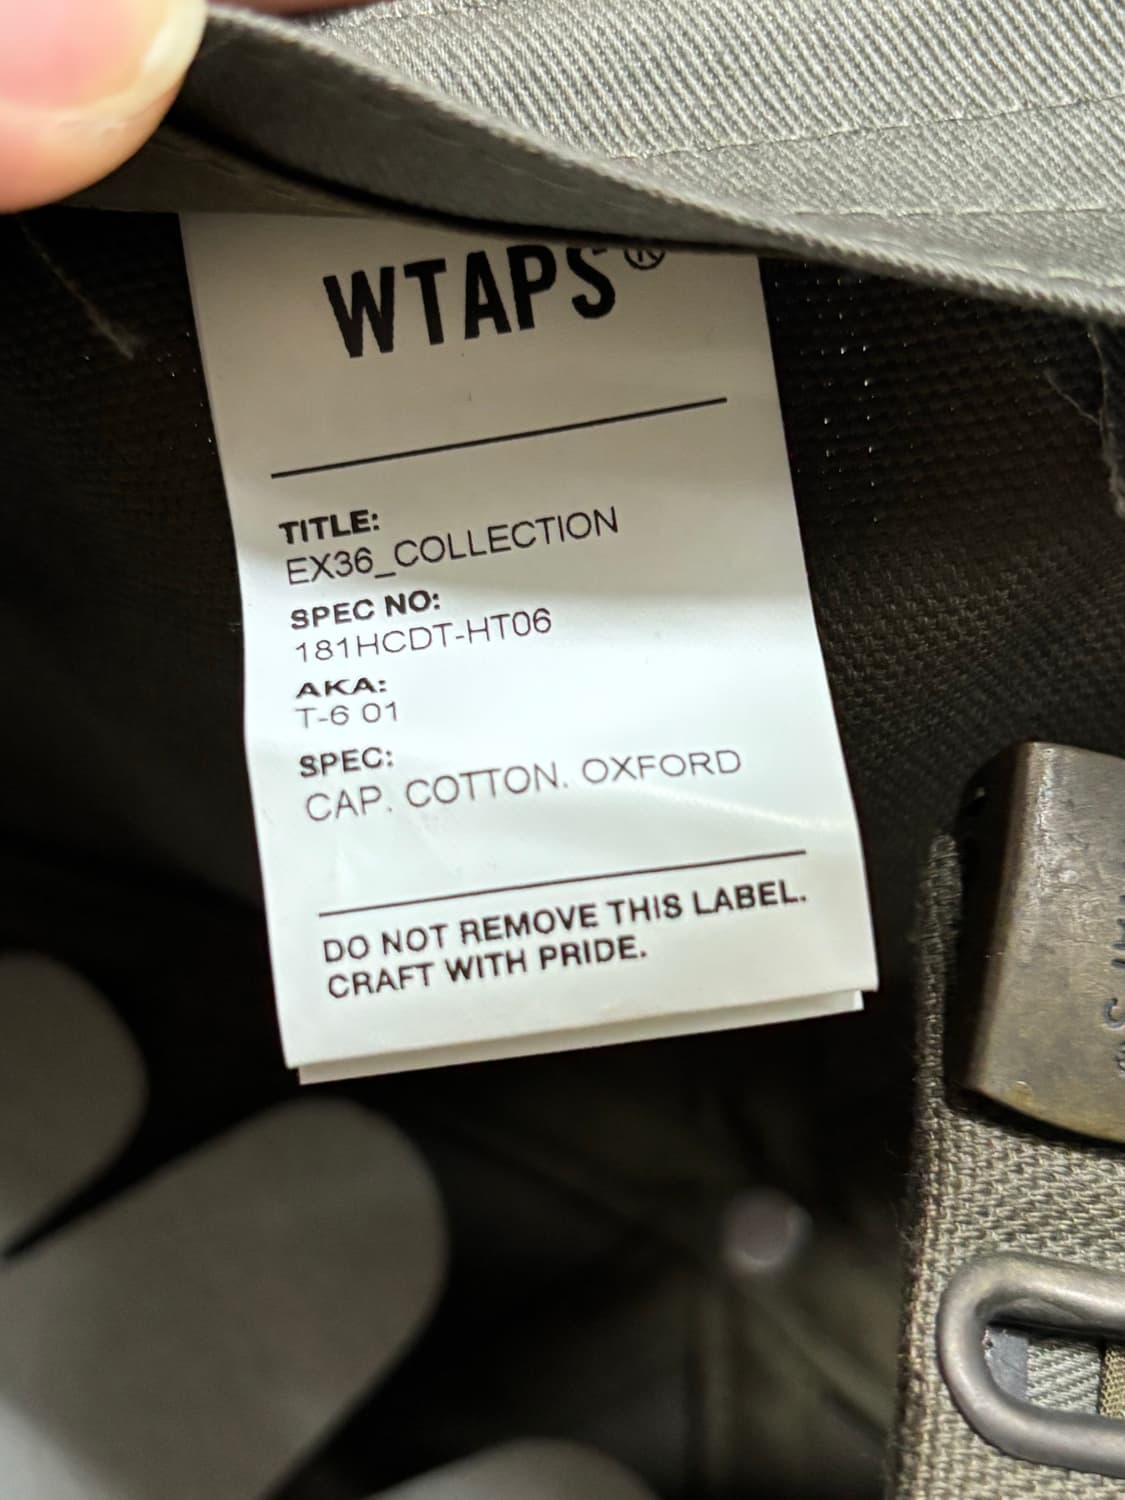 WTAPS®
TITLE:
EX36_COLLECTION
SPEC NO:
181HCDT-HT06
AKA:
T-6 01
SPEC:
CAP. COTTON. OXFORD
DO NOT REMOVE THIS LABEL.
CRAFT WITH PRIDE.